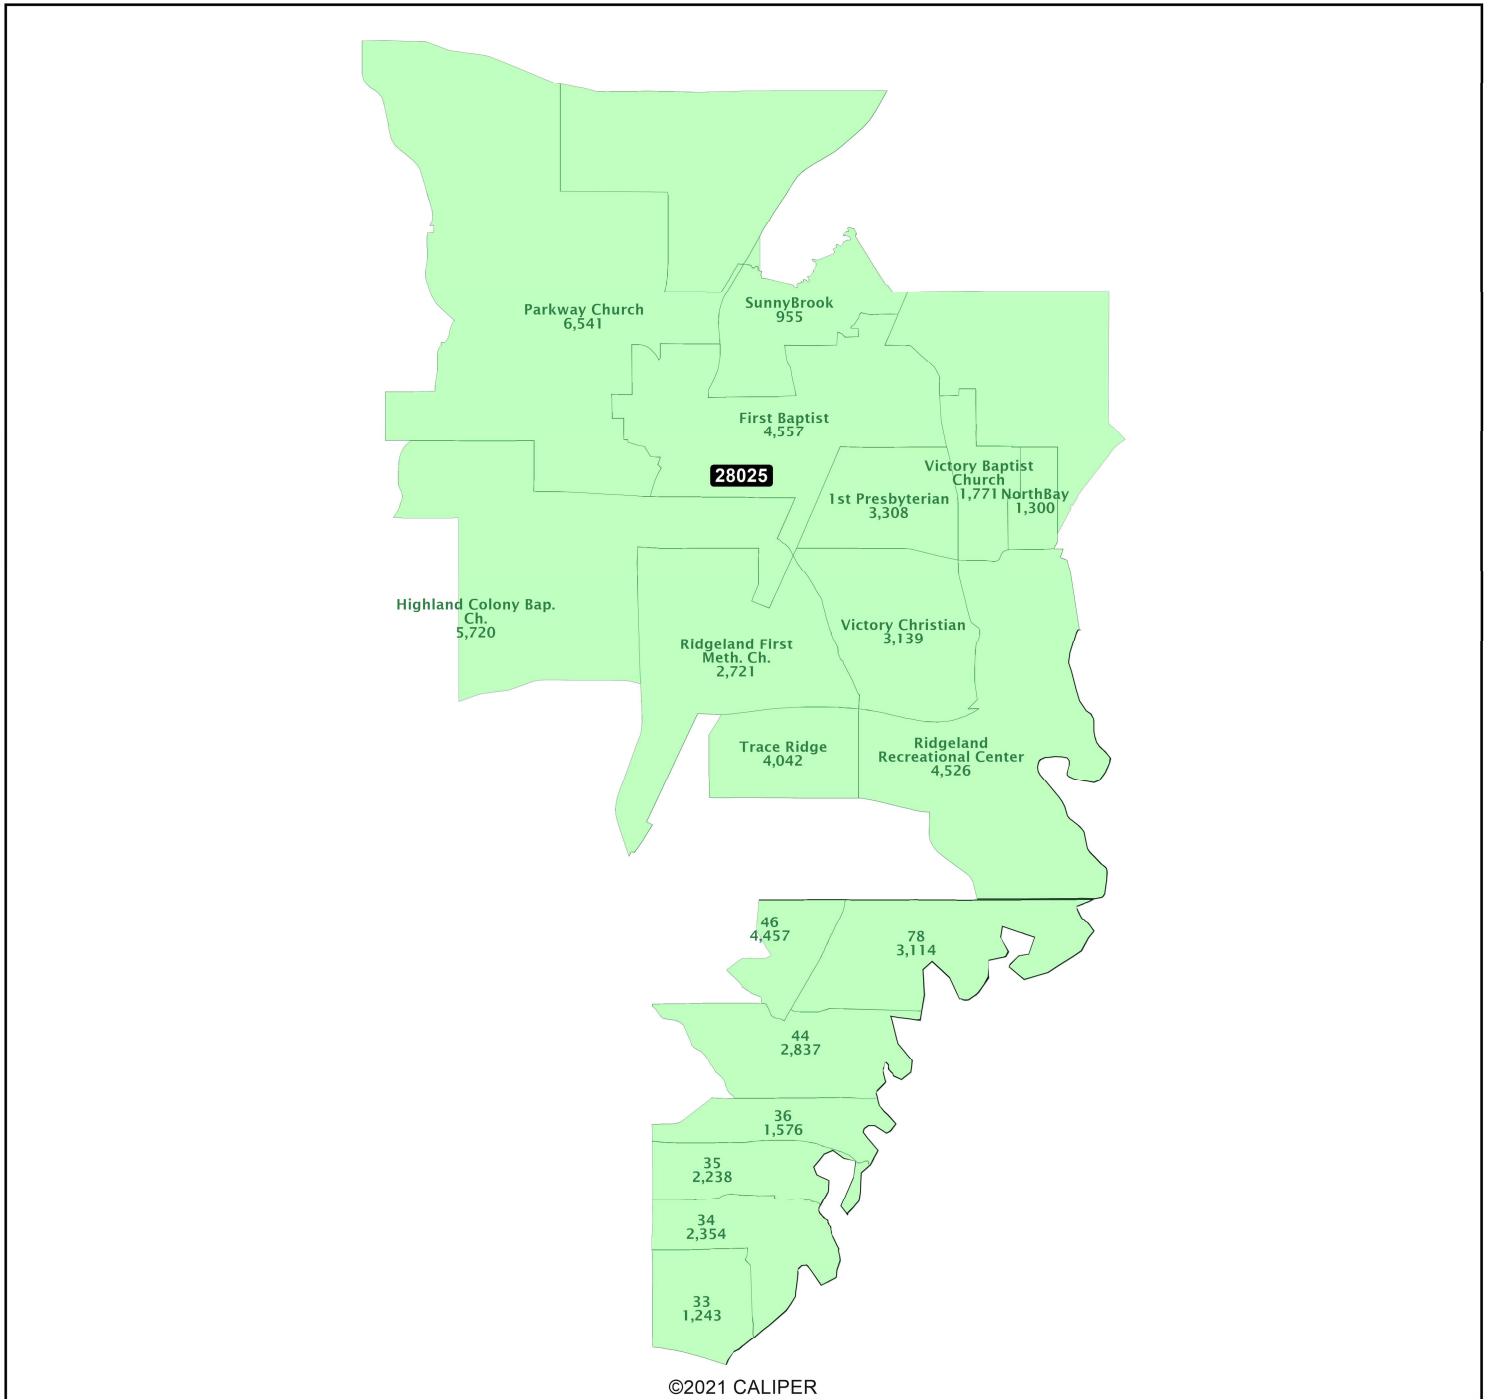 SunnyBrook
955
Parkway Church
6,541
First Baptist
4,557
28025
Victory Baptist
Church
1,771
NorthBay
1,300
1st Presbyterian
3,308
Highland Colony Bap.
Ch.
5,720
Victory Christian
3,139
Ridgeland First
Meth. Ch.
2,721
Trace Ridge
4,042
Ridgeland
Recreational Center
4,526
46
4,457
78
3,114
44
2,837
36
1,576
35
2,238
34
2,354
33
1,243
©2021 CALIPER